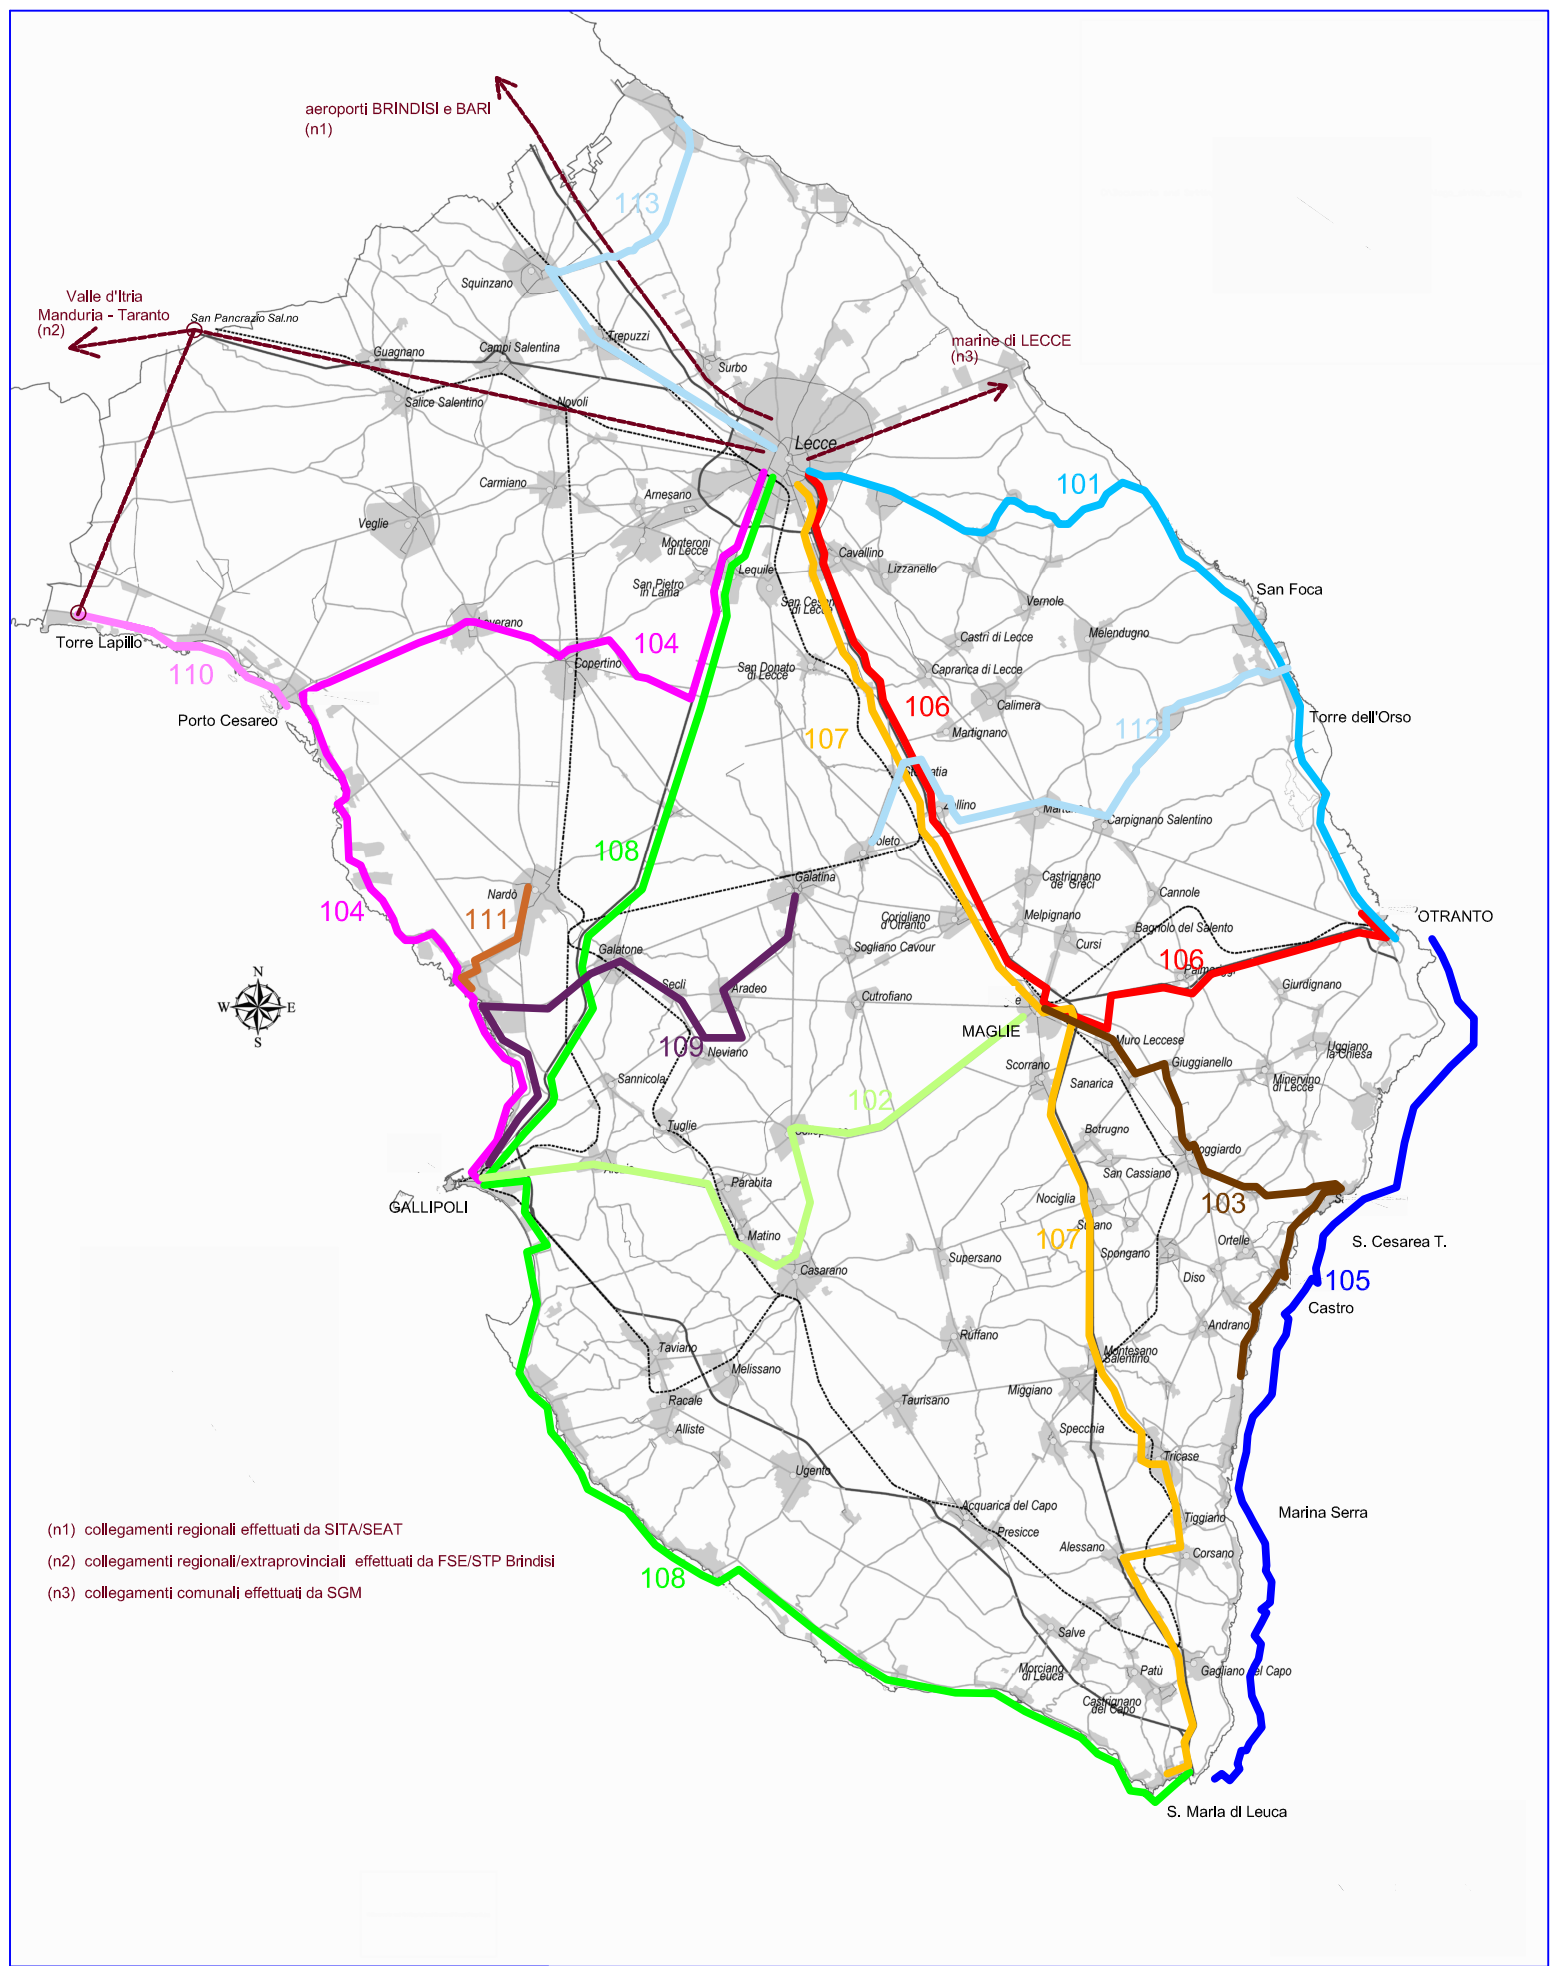 aeroporti BRINDISI e BARI
(n1)
113
Squinzano
Valle d'Itria
Manduria - Taranto
(n2)
San Pancrazio Sal.no
Trepuzzi
marine di LECCE
(n3)
Guagnano
Campi Salentina
Surbo
Salice Salentino
Novoli
Lecce
101
Carmiano
Arnesano
Veglie
Monteroni
di Lecce
Cavallino
Lequile
Lizzanello
San Pietro
in Lama
San Foca
di Lecce
Vernole
Torre Lapillo
104
Castri di Lecce
Melendugno
Copertino
110
San Donato
di Lecce
Caprarica di Lecce
106
Calimera
Porto Cesareo
Torre dell'Orso
107
Martignano
112
Carpignano Salentino
108
Nardò
Galatina
Castrignano
de' Greci
Cannole
104
111
Corigliano
d'Otranto
Melpignano
OTRANTO
Bagnolo del Salento
Galatone
Sogliano Cavour
Cursi
106
N
W
E
S
Secli
Aradeo
Cutrofiano
Giurdignano
MAGLIE
109
Neviano
Muro Leccese
Uggiano
la Chiesa
Scorrano
Giuggianello
Sannicola
Sanarica
Minervino
di Lecce
102
Tuglie
Botrugno
San Cassiano
Parabita
GALLIPOLI
Nociglia
103
Matino
107
Spongano
Ortelle
S. Cesarea T.
Supersano
Casarano
Diso
105
Castro
Andrano
Ruffano
Taviano
Montesano
Salentino
Melissano
Miggiano
Racale
Taurisano
Alliste
Specchia
Tricase
Ugento
Acquarica del Capo
Marina Serra
Tiggiano
(n1) collegamenti regionali effettuati da SITA/SEAT
Presicce
Alessano
Corsano
(n2) collegamenti regionali/extraprovinciali effettuati da FSE/STP Brindisi
108
(n3) collegamenti comunali effettuati da SGM
Salve
Morciano
di Leuca
Patù
Castrignano
del Capo
S. Maria di Leuca